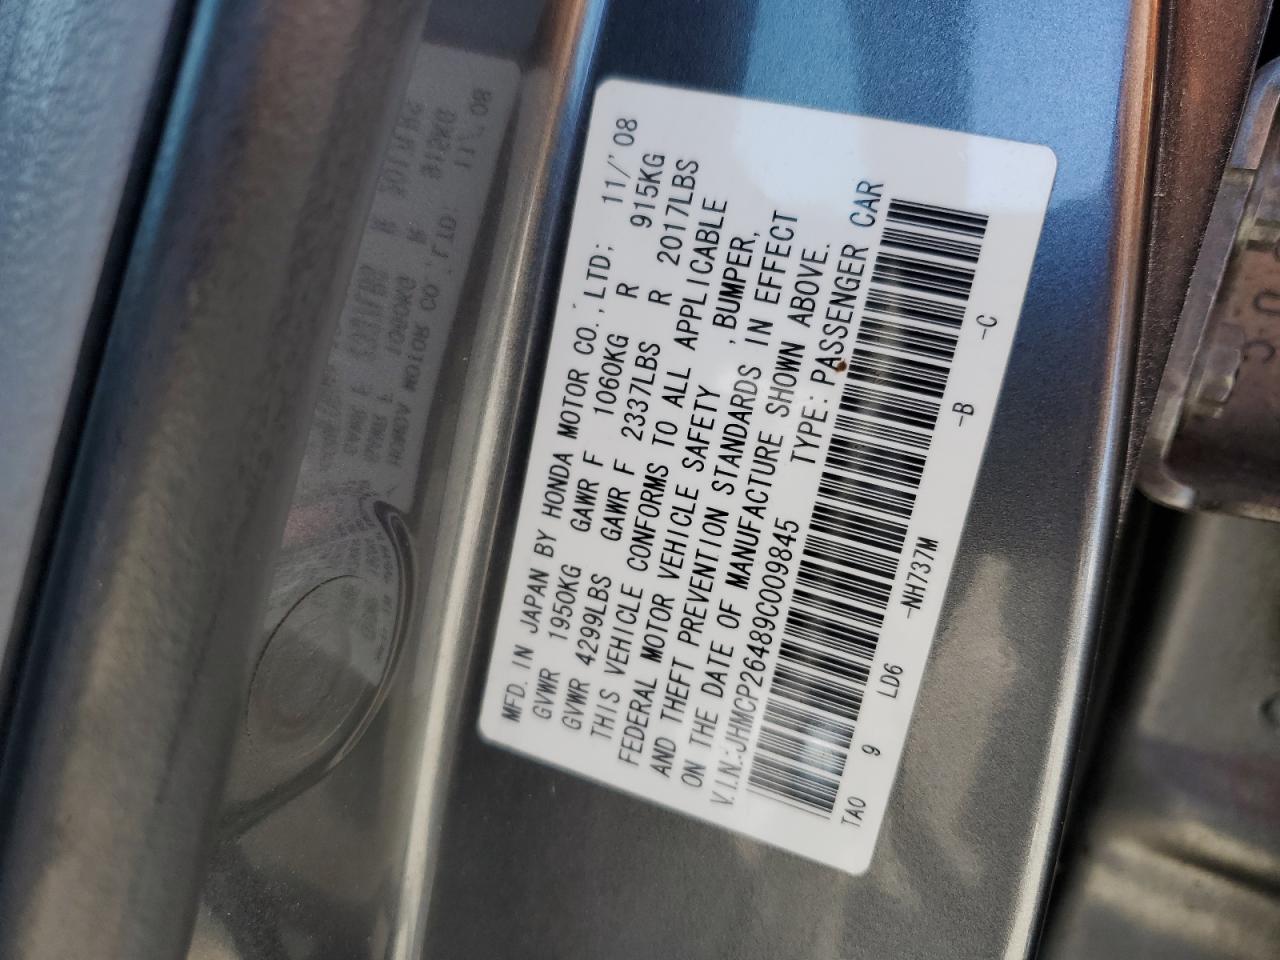 MFD. IN JAPAN BY HONDA MOTOR CO., LTD; 11/'08
GVWR 1950KG GAWR F 1060KG R 915KG
GVWR 4299LBS GAWR F 2337LBS R 2017LBS
THIS VEHICLE CONFORMS TO ALL APPLICABLE
FEDERAL MOTOR VEHICLE SAFETY , BUMPER,
AND THEFT PREVENTION STANDARDS IN EFFECT
ON THE DATE OF MANUFACTURE SHOWN ABOVE.
V.I.N.:JHMCP26489C009845 TYPE: PASSENGER CAR
TA0 9 LD6 -NH737M -B -C